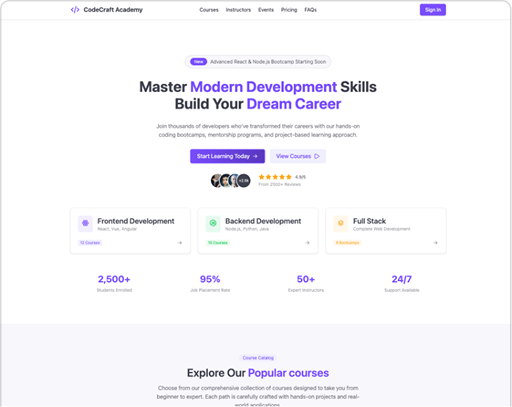 CodeCraft Academy
Courses Instructors Events Pricing FAQs
Sign In
New Advanced React & Node.js Bootcamp Starting Soon
Master Modern Development Skills
Build Your Dream Career
Join thousands of developers who've transformed their careers with our hands-on
coding bootcamps, mentorship programs, and project-based learning approach.
Start Learning Today → View Courses
4.9/5
From 2500+ Reviews
Frontend Development
React, Vue, Angular
12 Courses →
Backend Development
Node.js, Python, Java
→
Full Stack
Complete Web Development
→
2,500+
Students Enrolled
95%
Job Placement Rate
50+
Expert Instructors
24/7
Support Available
Course Catalog
Explore Our Popular courses
Choose from our comprehensive collection of courses designed to take you from
beginner to expert. Each path is carefully crafted with hands-on projects and real-
world applications